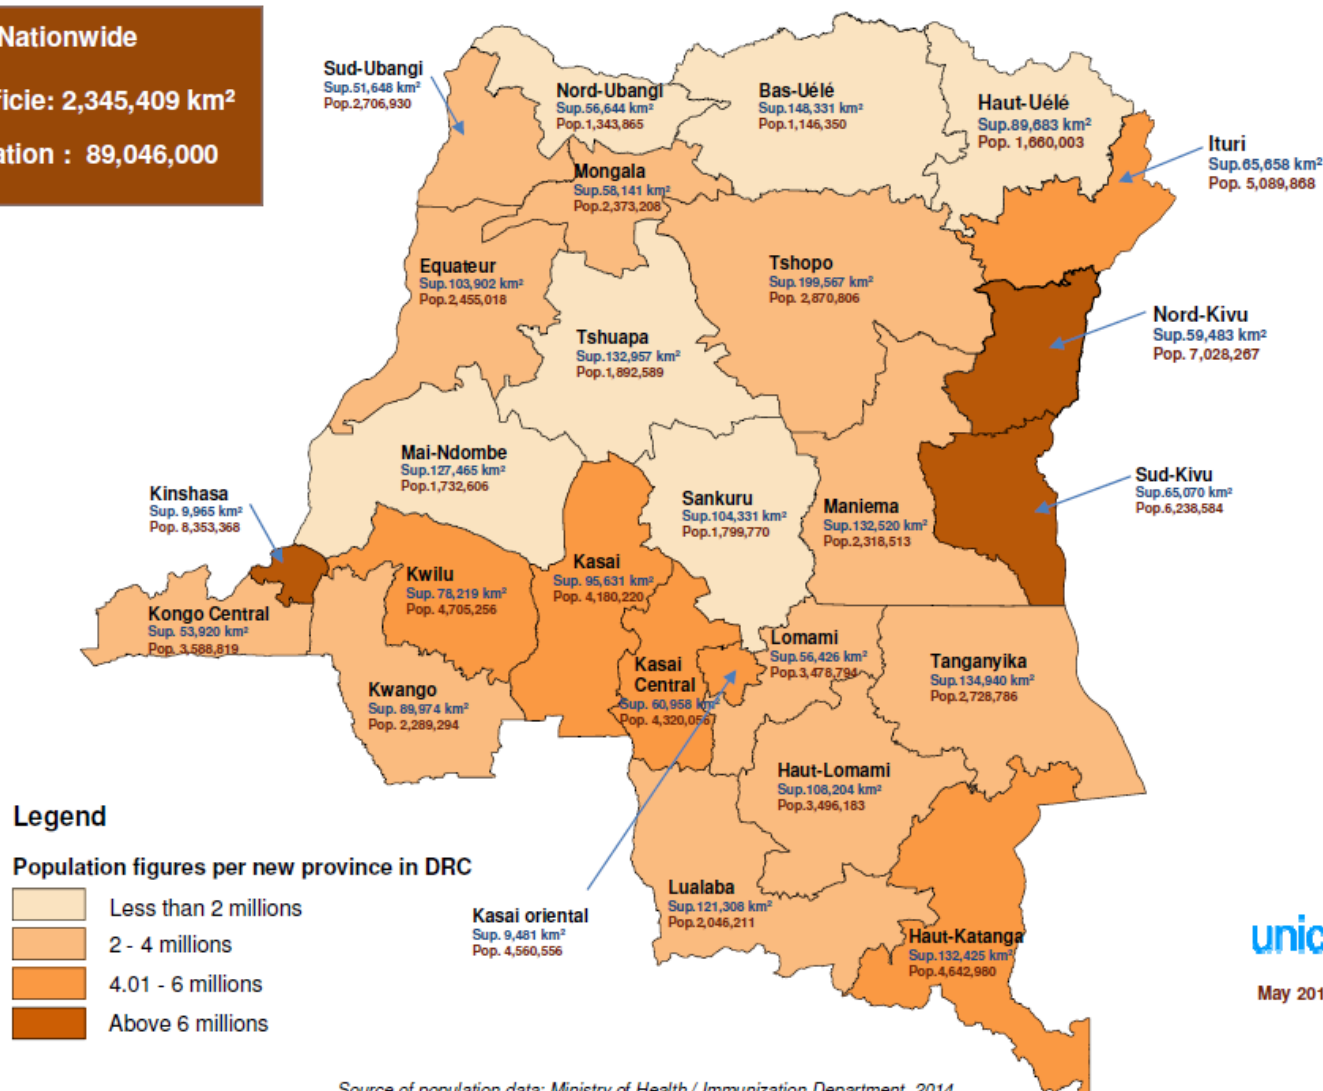 Nationwide
ficie: 2,345,409 km²
ation : 89,046,000
Sud-Ubangi
Sup.51,648 km²
Pop.2,706,930
Nord-Ubangi
Sup.56,644 km²
Pop.1,343,865
Bas-Uélé
Sup.148,331 km²
Pop.1,146,350
Haut-Uélé
Sup.89,683 km²
Pop. 1,660,003
Ituri
Sup.65,658 km²
Pop. 5,089,868
Mongala
Sup.58,141 km²
Pop.2,373,208
Equateur
Sup.103,902 km²
Pop.2,455,018
Tshopo
Sup.199,567 km²
Pop. 2,870,806
Tshuapa
Sup.132,957 km²
Pop.1,892,589
Nord-Kivu
Sup.59,483 km²
Pop. 7,028,267
Mai-Ndombe
Sup.127,465 km²
Pop.1,732,606
Kinshasa
Sup. 9,965 km²
Pop. 8,353,368
Sankuru
Sup.104,331 km²
Pop.1,799,770
Maniema
Sup.132,520 km²
Pop.2,318,513
Sud-Kivu
Sup.65,070 km²
Pop.6,238,584
Kwilu
Sup. 78,219 km²
Pop. 4,705,256
Kasai
Sup. 95,631 km²
Pop. 4,180,220
Kongo Central
Sup. 53,920 km²
Pop. 3,588,819
Kwango
Sup. 89,974 km²
Pop. 2,289,294
Kasai
Central
Sup. 60,958 km²
Pop. 4,320,056
Lomami
Sup.56,426 km²
Pop.3,478,794
Tanganyika
Sup.134,940 km²
Pop.2,728,786
Haut-Lomami
Sup.108,204 km²
Pop.3,496,183
Lualaba
Sup.121,308 km²
Pop.2,046,211
Kasai oriental
Sup. 9,481 km²
Pop. 4,560,556
Haut-Katanga
Sup.132,425 km²
Pop.4,642,980
Legend
Population figures per new province in DRC
Less than 2 millions
2 - 4 millions
4.01 - 6 millions
Above 6 millions
unic
May 201
Source of population data: Ministry of Health / Immunization Department, 2014